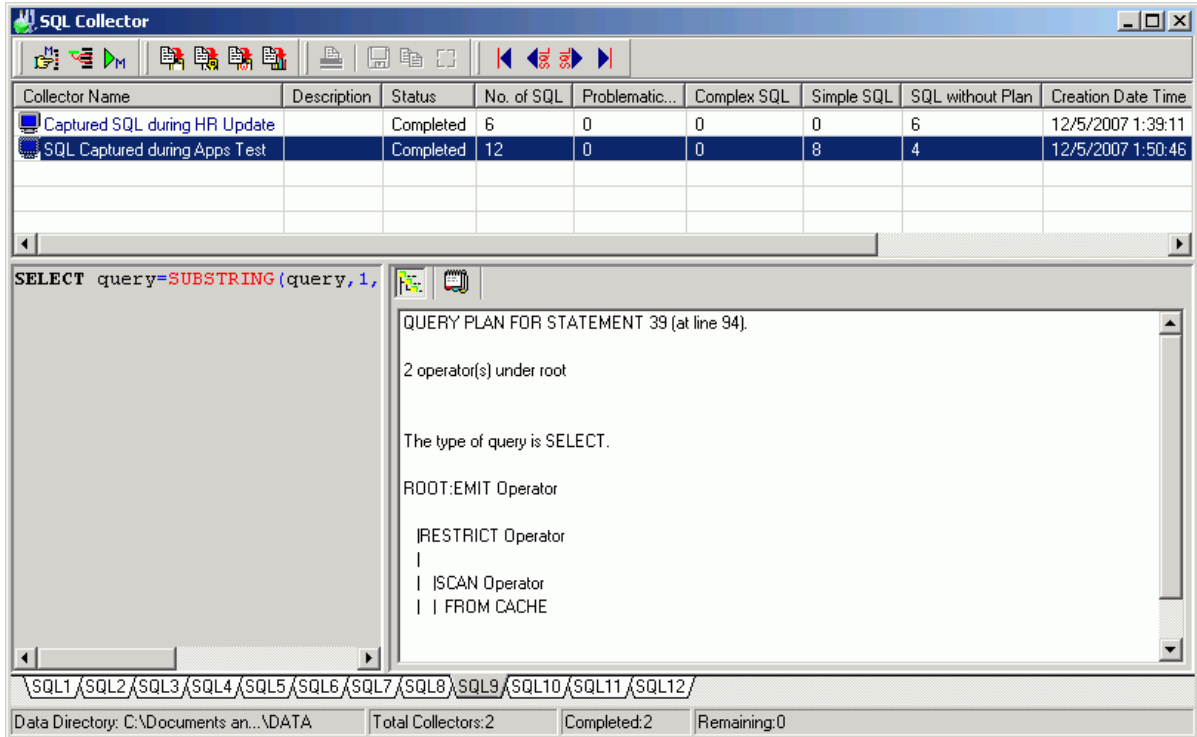 SQL Collector
Collector Name Description Status No. of SQL Problematic... Complex SQL Simple SQL SQL without Plan Creation Date Time
Captured SQL during HR Update Completed 6 0 0 0 6 12/5/2007 1:39:11
SQL Captured during Apps Test Completed 12 0 0 8 4 12/5/2007 1:50:46
SELECT query=SUBSTRING(query,1,
QUERY PLAN FOR STATEMENT 39 (at line 94).
2 operator(s) under root
The type of query is SELECT.
ROOT:EMIT Operator
|RESTRICT Operator
|
| |SCAN Operator
| | FROM CACHE
SQL1 SQL2 SQL3 SQL4 SQL5 SQL6 SQL7 SQL8 SQL9 SQL10 SQL11 SQL12
Data Directory: C:\Documents an...\DATA Total Collectors:2 Completed:2 Remaining:0